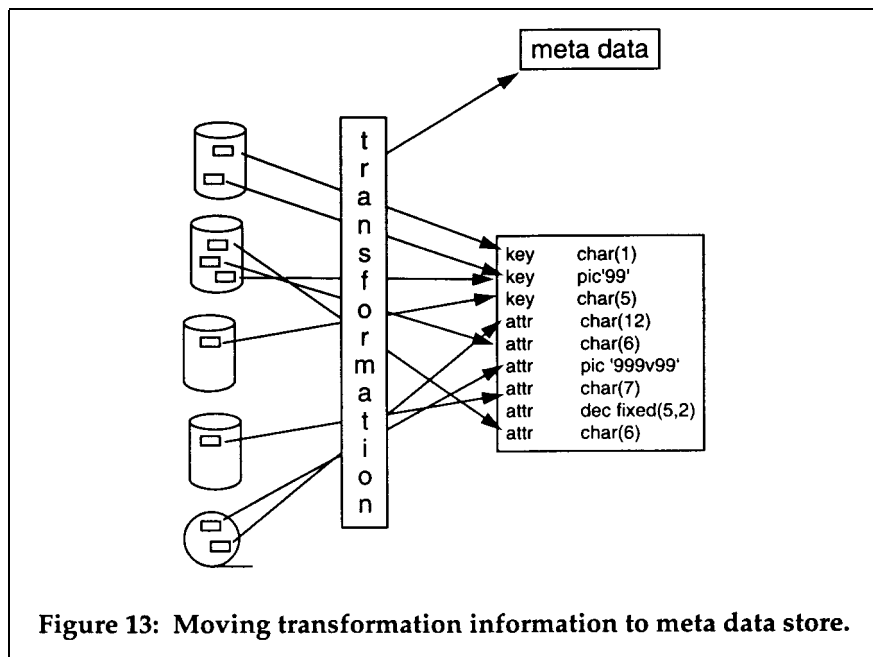 meta data
transformation
key char(1)
key pic'99'
key char(5)
attr char(12)
attr char(6)
attr pic '999v99'
attr char(7)
attr dec fixed(5,2)
attr char(6)
Figure 13: Moving transformation information to meta data store.